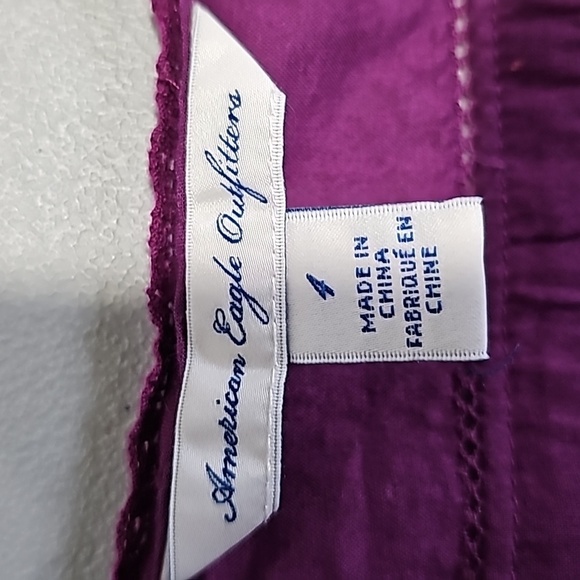 American Eagle Outfitters
4
MADE IN
CHINA
FABRIQUÉ EN
CHINE